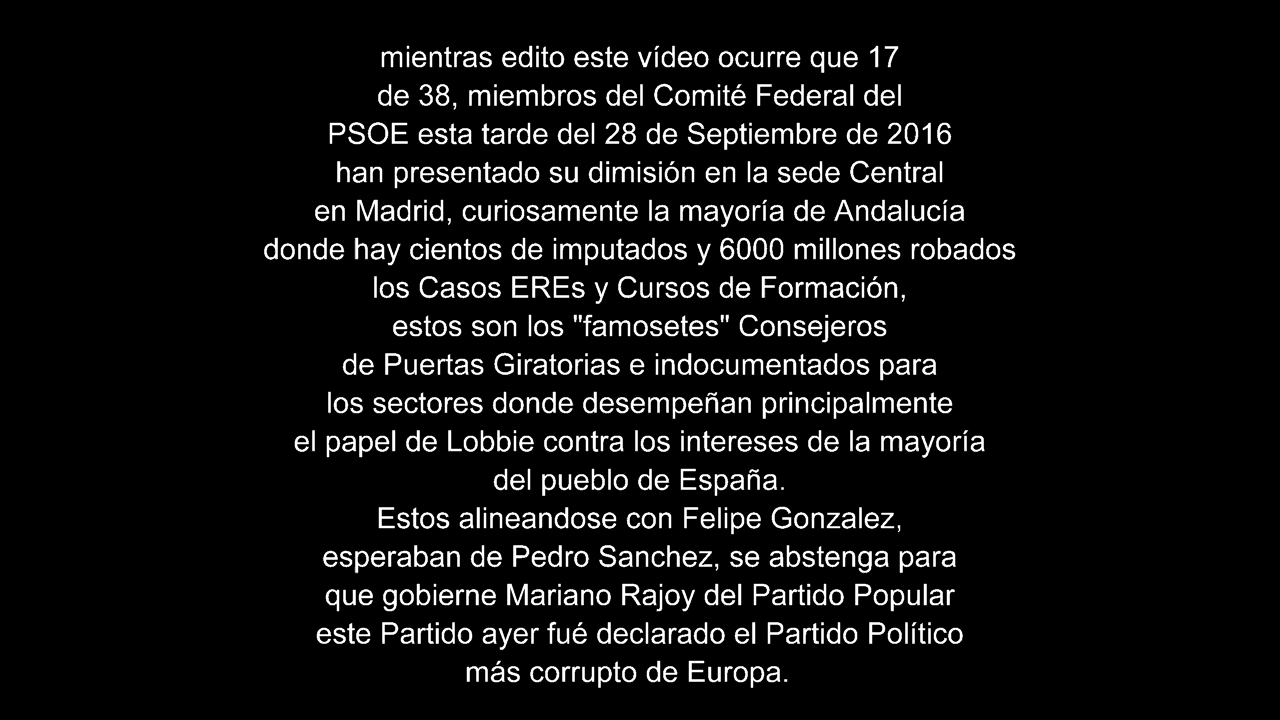 mientras edito este vídeo ocurre que 17
de 38, miembros del Comité Federal del
PSOE esta tarde del 28 de Septiembre de 2016
han presentado su dimisión en la sede Central
en Madrid, curiosamente la mayoría de Andalucía
donde hay cientos de imputados y 6000 millones robados
los Casos EREs y Cursos de Formación,
estos son los "famosetes" Consejeros
de Puertas Giratorias e indocumentados para
los sectores donde desempeñan principalmente
el papel de Lobbie contra los intereses de la mayoría
del pueblo de España.
Estos alineandose con Felipe Gonzalez,
esperaban de Pedro Sanchez, se abstenga para
que gobierne Mariano Rajoy del Partido Popular
este Partido ayer fué declarado el Partido Político
más corrupto de Europa.